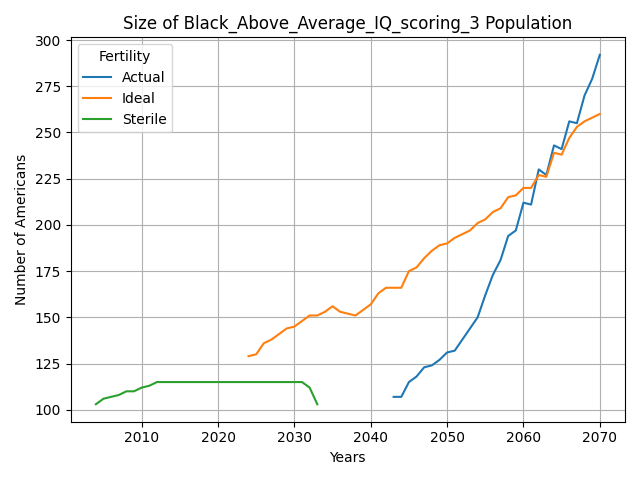 Size of Black_Above_Average_IQ_scoring_3 Population
Fertility
Actual
Ideal
Sterile
Number of Americans
300
275
250
225
200
175
150
125
100
2010
2020
2030
2040
2050
2060
2070
Years